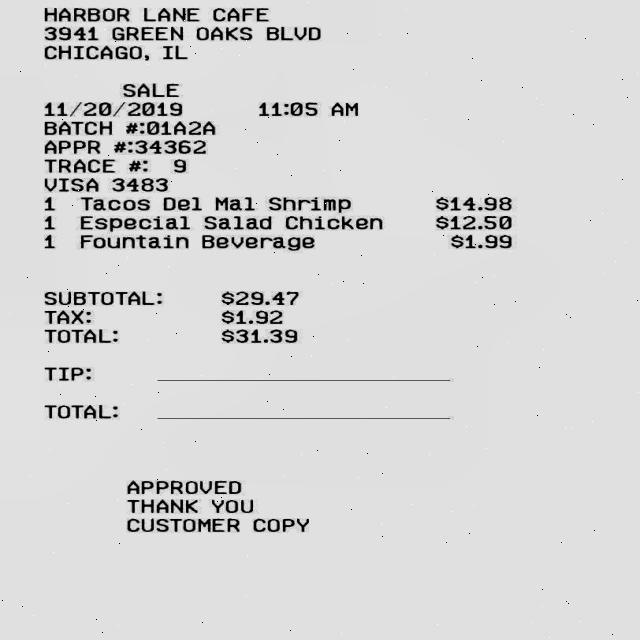 HARBOR LANE CAFE
3941 GREEN OAKS BLVD
CHICAGO, IL
SALE
11/20/2019 11:05 AM
BATCH #:01A2A
APPR #:34362
TRACE #: 9
VISA 3483
1 Tacos Del Mal Shrimp $14.98
1 Especial Salad Chicken $12.50
1 Fountain Beverage $1.99
SUBTOTAL: $29.47
TAX: $1.92
TOTAL: $31.39
TIP:
TOTAL:
APPROVED
THANK YOU
CUSTOMER COPY